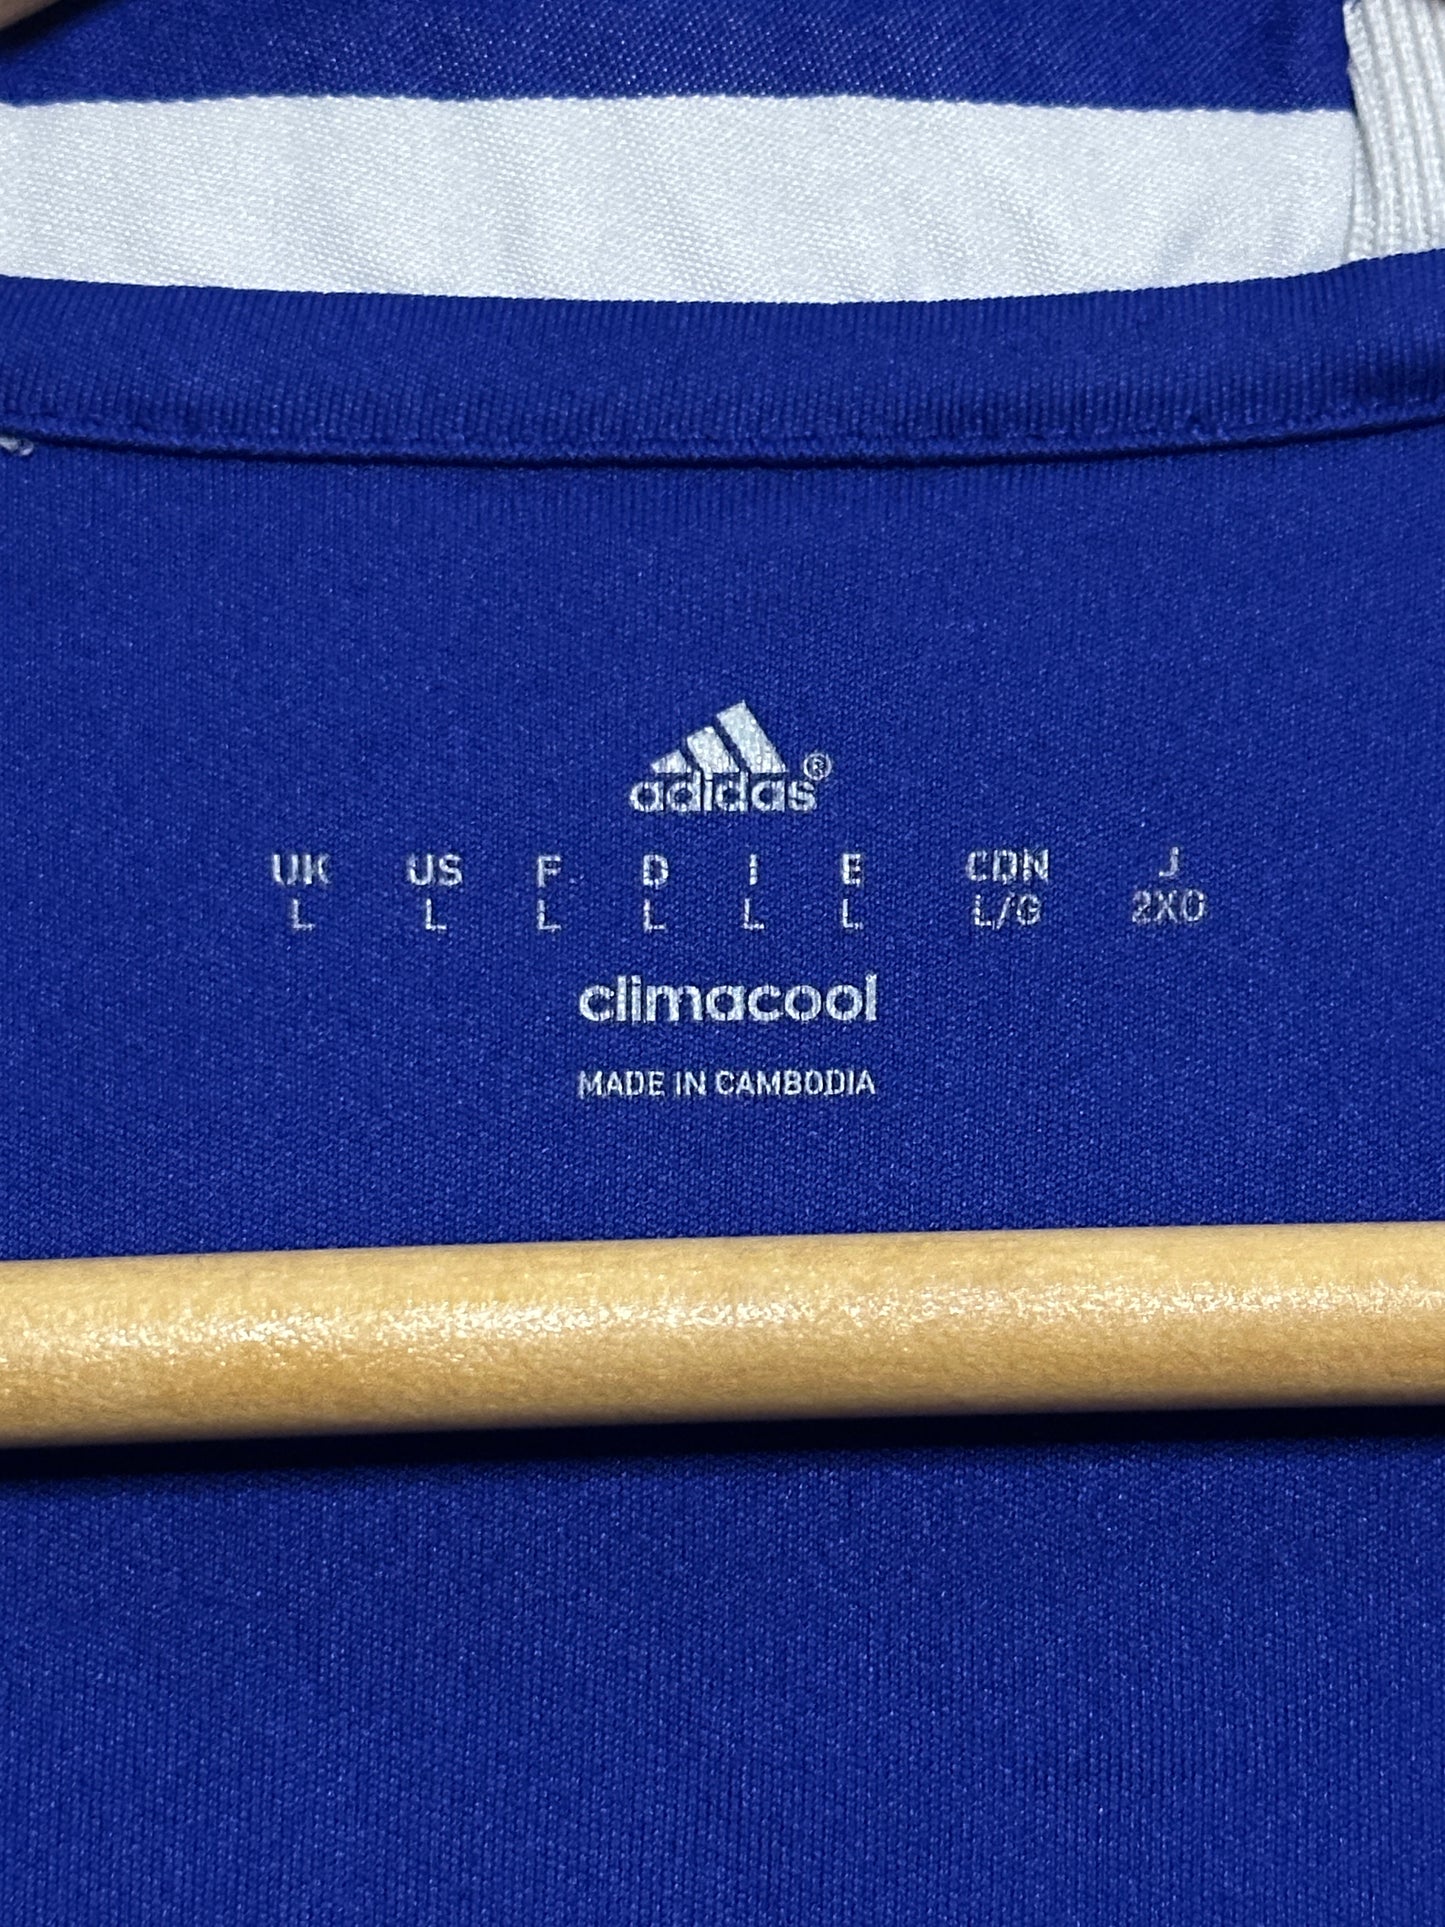 adidas®
UK US F D I E CDN J
L L L L L L L/G 2XO
climacool
MADE IN CAMBODIA